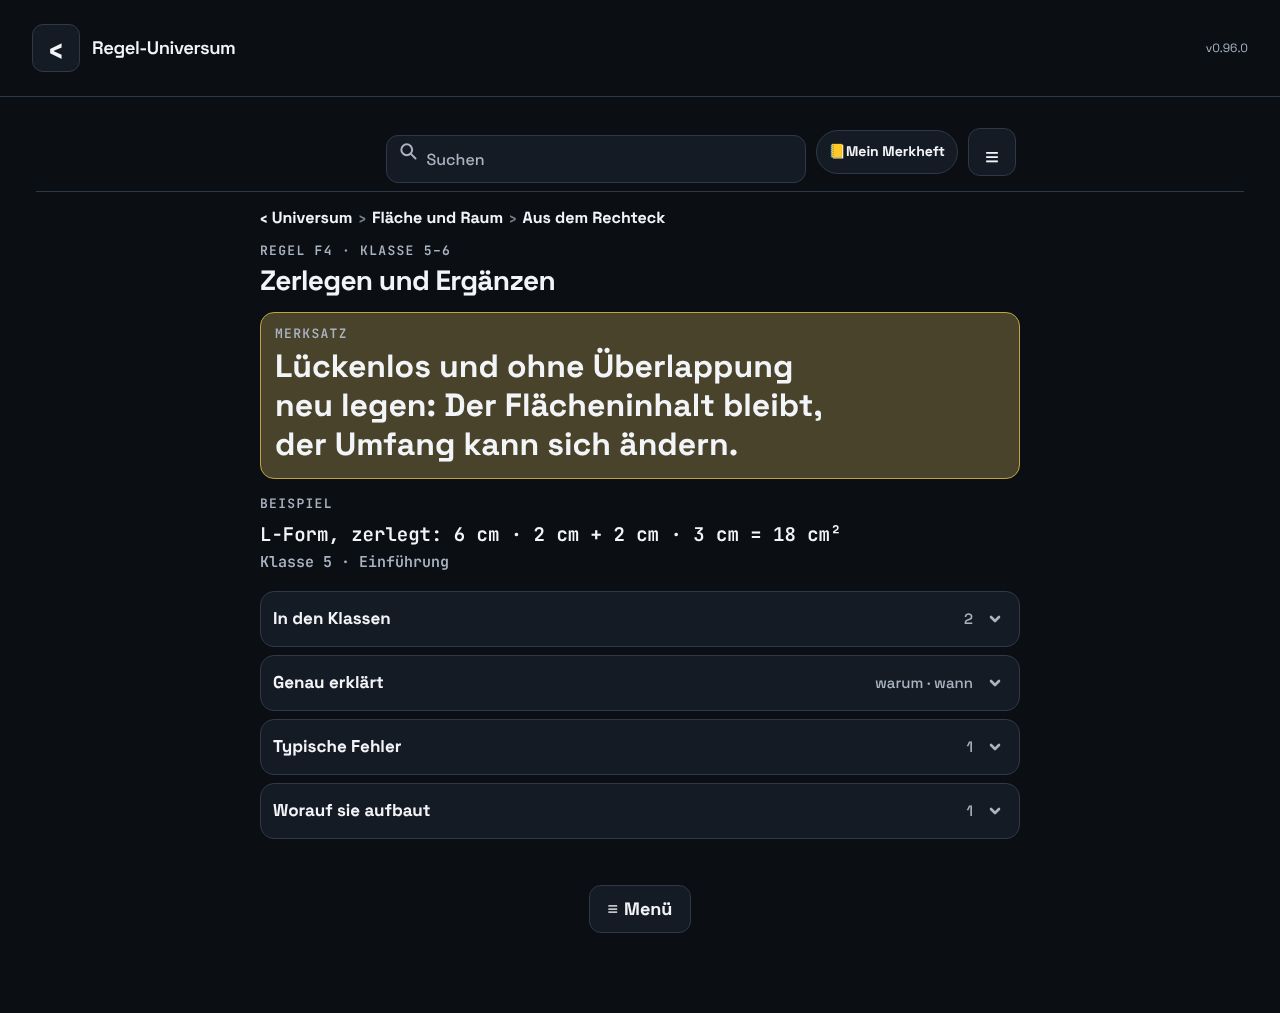 < Regel-Universum
v0.96.0
Suchen
Mein Merkheft
≡
< Universum > Fläche und Raum > Aus dem Rechteck
REGEL F4 · KLASSE 5–6
Zerlegen und Ergänzen
MERKSATZ
Lückenlos und ohne Überlappung
neu legen: Der Flächeninhalt bleibt,
der Umfang kann sich ändern.
BEISPIEL
L-Form, zerlegt: 6 cm · 2 cm + 2 cm · 3 cm = 18 cm²
Klasse 5 · Einführung
In den Klassen 2
Genau erklärt warum · wann
Typische Fehler 1
Worauf sie aufbaut 1
≡ Menü